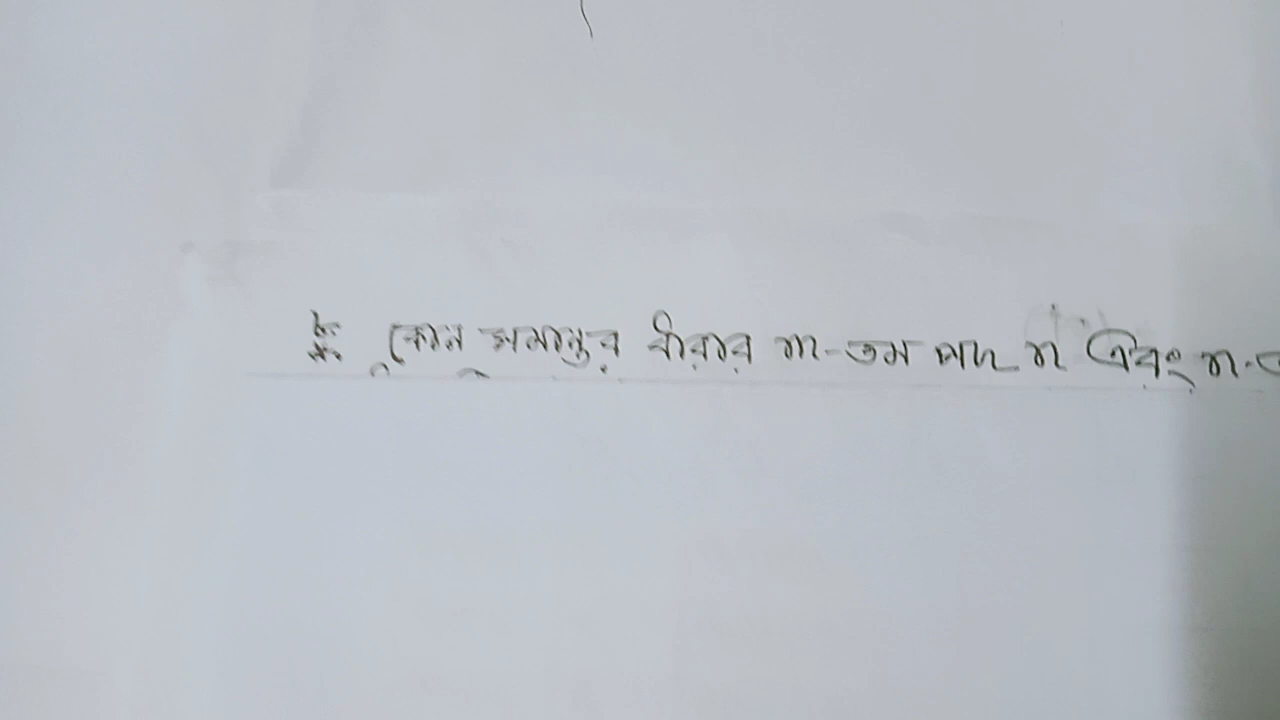 * কোন সমান্তর ধারার m-তম পদ n এবং n-ত